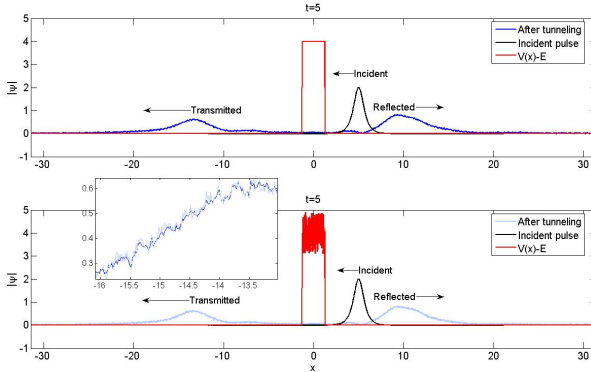 t=5
5
4
3
2
1
0
-1
|ψ|
After tunneling
Incident pulse
V(x)-E
Incident
Transmitted
Reflected
-30 -20 -10 0 10 20 30
t=5
0.6
0.5
0.4
0.3
-16 -15.5 -15 -14.5 -14 -13.5
5
4
3
2
1
0
-1
|ψ|
After tunneling
Incident pulse
V(x)-E
Incident
Transmitted
Reflected
-30 -20 -10 0 10 20 30
x